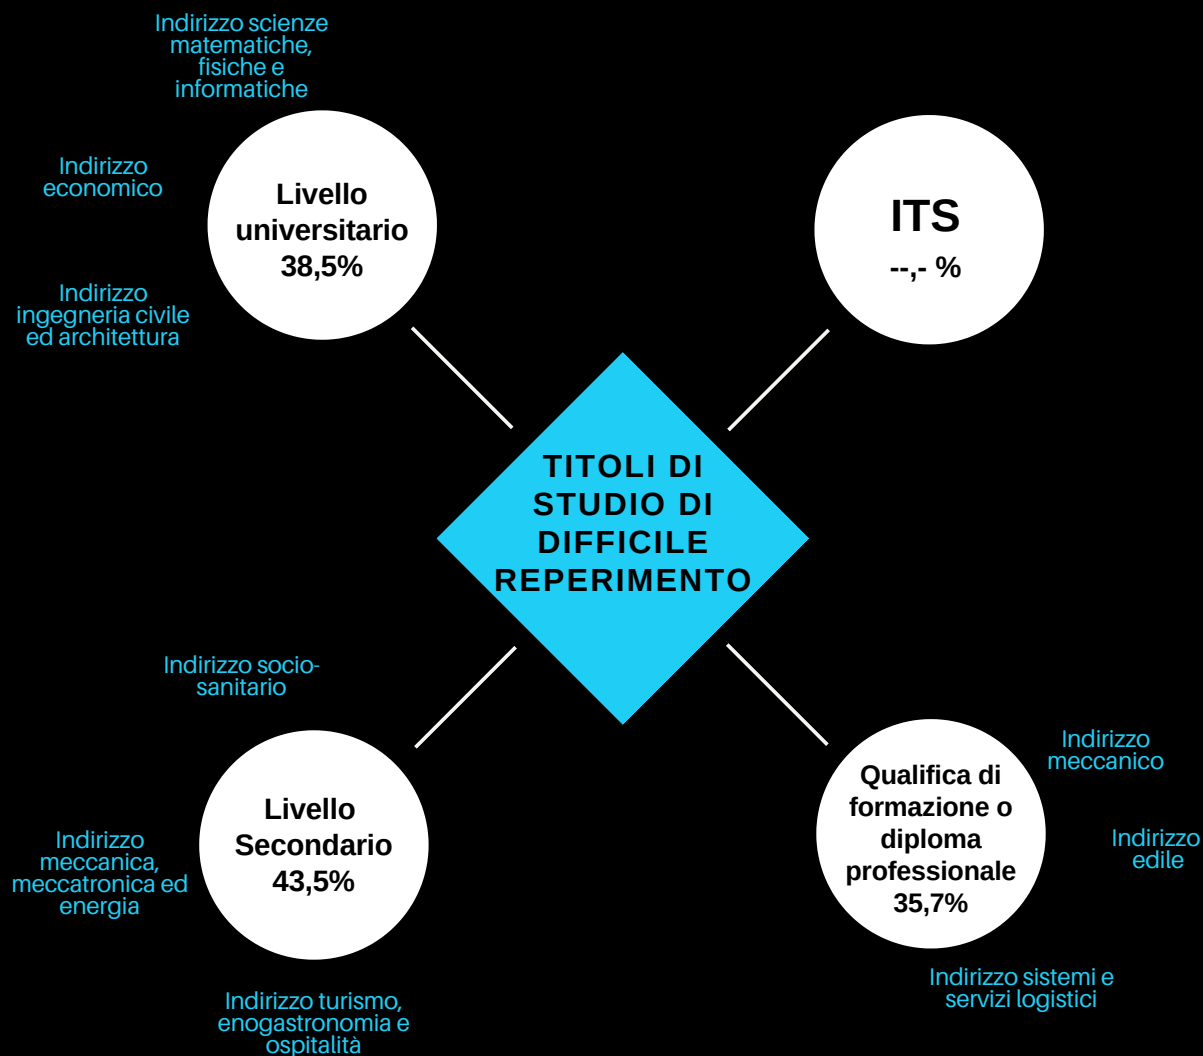 Indirizzo scienze
matematiche,
fisiche e
informatiche
Indirizzo
economico
Indirizzo
ingegneria civile
ed architettura
Livello
universitario
38,5%
ITS
--,- %
TITOLI DI
STUDIO DI
DIFFICILE
REPERIMENTO
Indirizzo socio-
sanitario
Livello
Secondario
43,5%
Indirizzo
meccanica,
meccatronica ed
energia
Indirizzo turismo,
enogastronomia e
ospitalità
Qualifica di
formazione o
diploma
professionale
35,7%
Indirizzo
meccanico
Indirizzo
edile
Indirizzo sistemi e
servizi logistici